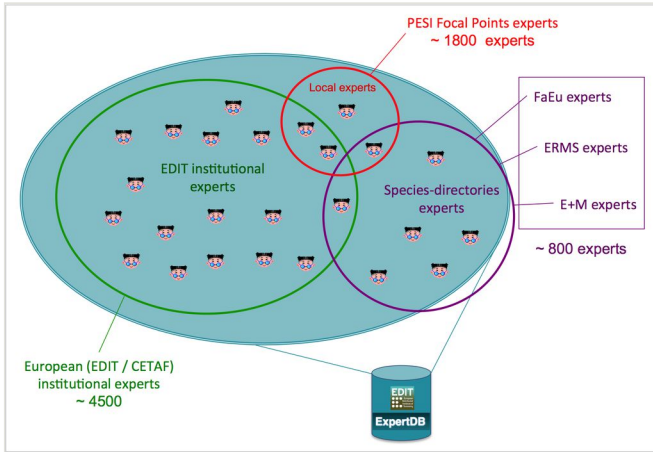 PESI Focal Points experts
~ 1800 experts
Local experts
FaEu experts
ERMS experts
E+M experts
~ 800 experts
EDIT institutional
experts
Species-directories
experts
European (EDIT / CETAF)
institutional experts
~ 4500
EDIT
ExpertDB